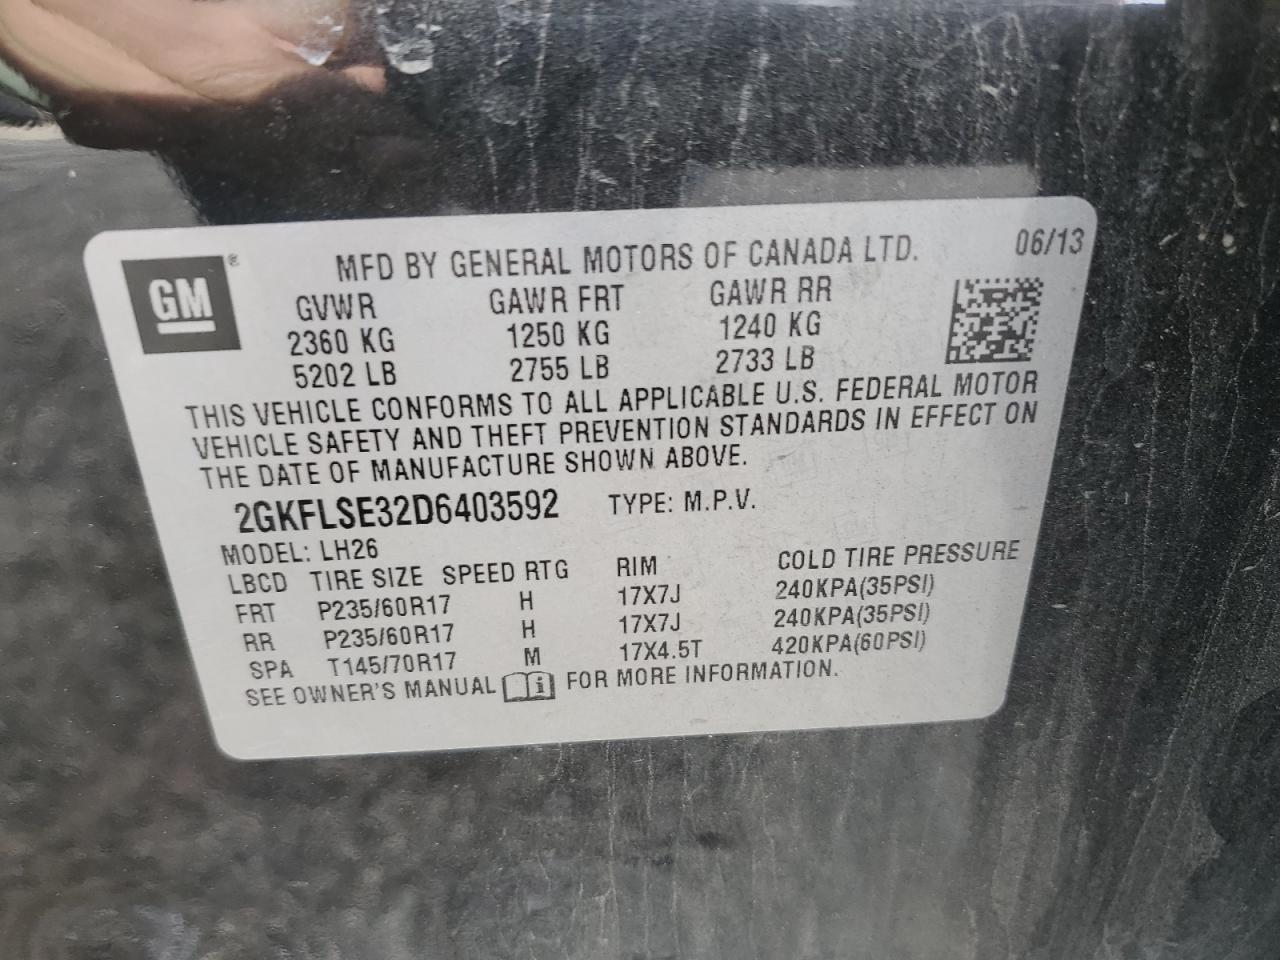 GM®
MFD BY GENERAL MOTORS OF CANADA LTD. 06/13
GVWR GAWR FRT GAWR RR
2360 KG 1250 KG 1240 KG
5202 LB 2755 LB 2733 LB
THIS VEHICLE CONFORMS TO ALL APPLICABLE U.S. FEDERAL MOTOR
VEHICLE SAFETY AND THEFT PREVENTION STANDARDS IN EFFECT ON
THE DATE OF MANUFACTURE SHOWN ABOVE.
2GKFLSE32D6403592 TYPE: M.P.V.
MODEL: LH26
LBCD TIRE SIZE SPEED RTG RIM COLD TIRE PRESSURE
FRT P235/60R17 H 17X7J 240KPA(35PSI)
RR P235/60R17 H 17X7J 240KPA(35PSI)
SPA T145/70R17 M 17X4.5T 420KPA(60PSI)
SEE OWNER'S MANUAL i FOR MORE INFORMATION.